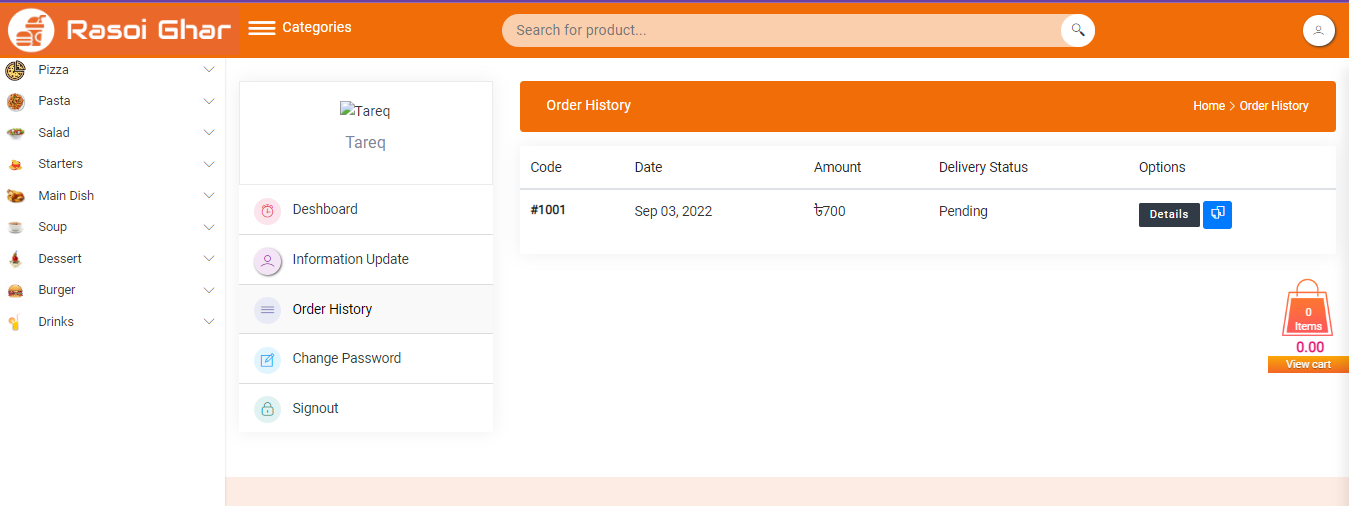 Rasoi Ghar
Categories
Search for product...
Pizza
Pasta
Salad
Starters
Main Dish
Soup
Dessert
Burger
Drinks
Tareq
Tareq
Deshboard
Information Update
Order History
Change Password
Signout
Order History
Home > Order History
Code Date Amount Delivery Status Options
#1001 Sep 03, 2022 ৳700 Pending Details
0
Items
0.00
View cart